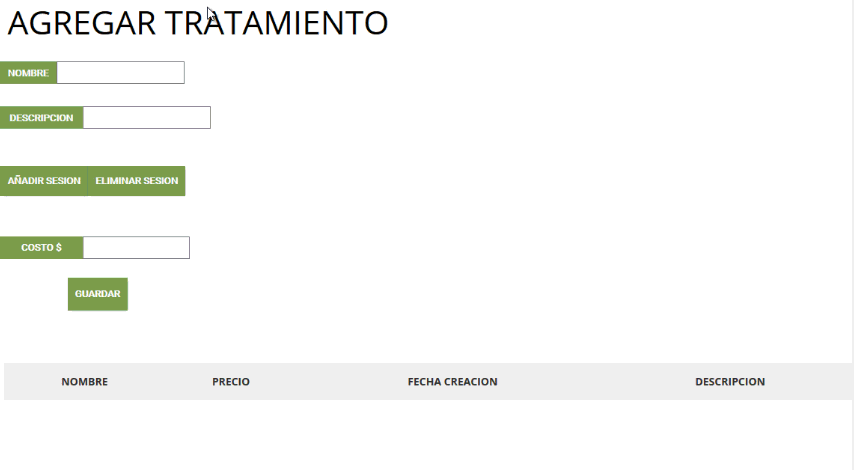 AGREGAR TRATAMIENTO
NOMBRE
DESCRIPCION
AÑADIR SESION ELIMINAR SESION
COSTO $
GUARDAR
NOMBRE PRECIO FECHA CREACION DESCRIPCION